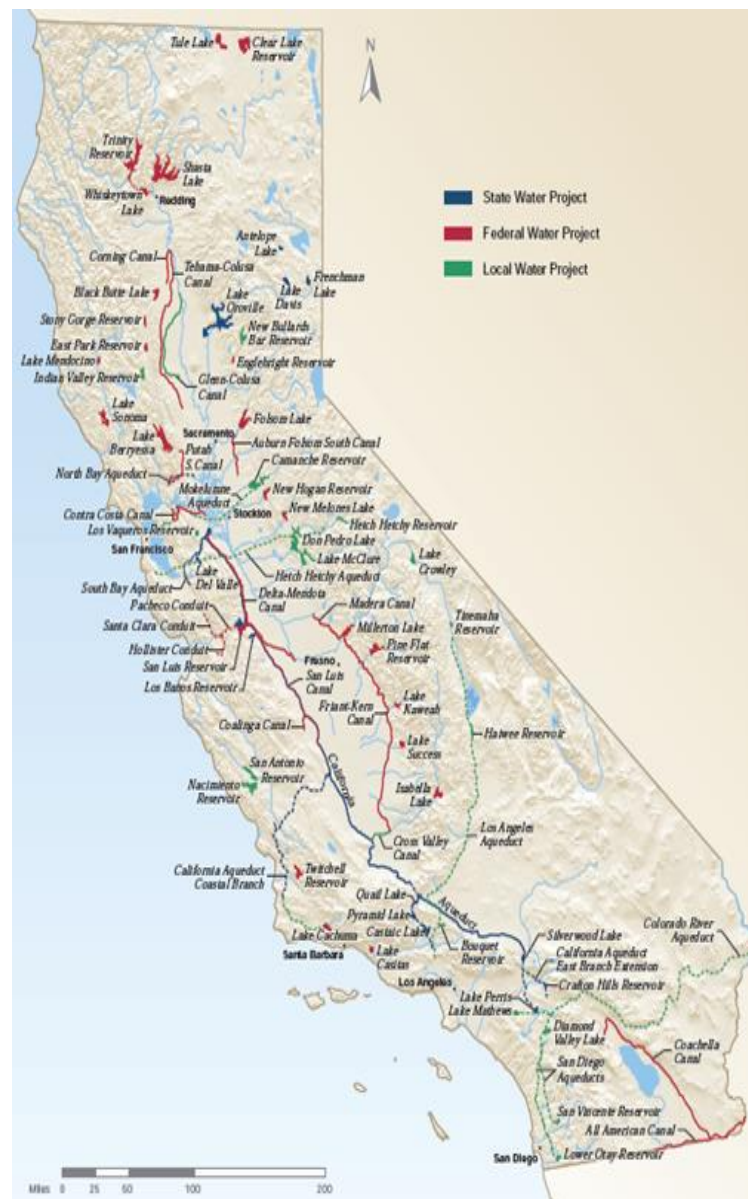 Tule Lake
Clear Lake
Reservoir
N
Trinity
Reservoir
Shasta
Lake
Whiskeytown
Lake
Redding
State Water Project
Federal Water Project
Local Water Project
Antelope
Lake
Corning Canal
Tehama-Colusa
Canal
Frenchman
Lake
Lake
Davis
Black Butte Lake
Lake
Oroville
Stony Gorge Reservoir
New Bullards
Bar Reservoir
East Park Reservoir
Lake Mendocino
Englebright Reservoir
Indian Valley Reservoir
Glenn-Colusa
Canal
Lake
Sonoma
Folsom Lake
Sacramento
Lake
Berryessa
Putah
S. Canal
Auburn Folsom South Canal
Camanche Reservoir
North Bay Aqueduct
Mokelumne
Aqueduct
New Hogan Reservoir
Contra Costa Canal
Stockton
New Melones Lake
Hetch Hetchy Reservoir
Los Vaqueros Reservoir
San Francisco
Don Pedro Lake
Lake McClure
Lake
Crowley
South Bay Aqueduct
Lake
Del Valle
Hetch Hetchy Aqueduct
Delta-Mendota
Canal
Pacheco Conduit
Madera Canal
Santa Clara Conduit
Millerton Lake
Tinemaha
Reservoir
Hollister Conduit
Pine Flat
Reservoir
San Luis Reservoir
Fresno
Los Banos Reservoir
San Luis
Canal
Lake
Kaweah
Friant-Kern
Canal
Coalinga Canal
Haiwee Reservoir
Lake
Success
San Antonio
Reservoir
Nacimiento
Reservoir
California
Isabella
Lake
Cross Valley
Canal
Los Angeles
Aqueduct
California Aqueduct
Coastal Branch
Twitchell
Reservoir
Quail Lake
Aqueduct
Pyramid Lake
Lake Cachuma
Castaic Lake
Silverwood Lake
Colorado River
Aqueduct
Santa Barbara
Bouquet
Reservoir
California Aqueduct
East Branch Extension
Lake
Casitas
Los Angeles
Crafton Hills Reservoir
Lake Perris
Lake Mathews
Diamond
Valley Lake
Coachella
Canal
San Diego
Aqueducts
San Vincente Reservoir
All American Canal
San Diego
Lower Otay Reservoir
Miles 0 25 50 100 200